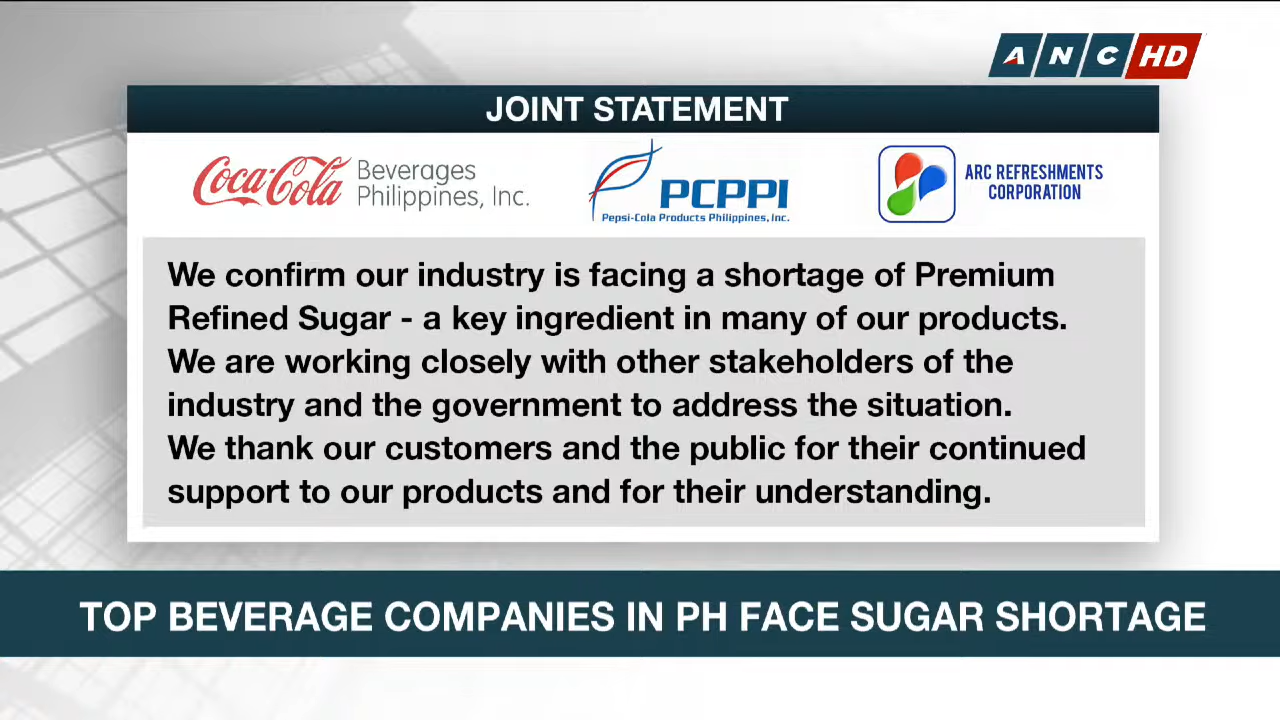 ANC HD
JOINT STATEMENT
Coca-Cola Beverages
Philippines, Inc.
PCPPI
Pepsi-Cola Products Philippines, Inc.
ARC REFRESHMENTS
CORPORATION
We confirm our industry is facing a shortage of Premium
Refined Sugar - a key ingredient in many of our products.
We are working closely with other stakeholders of the
industry and the government to address the situation.
We thank our customers and the public for their continued
support to our products and for their understanding.
TOP BEVERAGE COMPANIES IN PH FACE SUGAR SHORTAGE